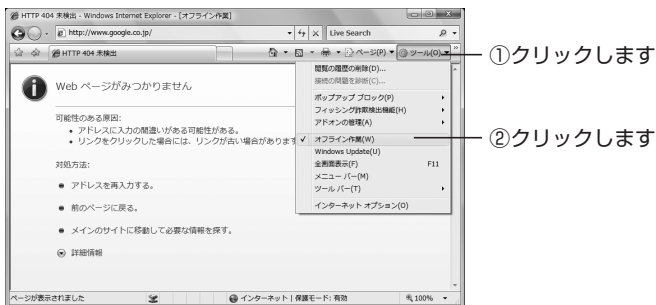 HTTP 404 未検出 - Windows Internet Explorer - [オフライン作業]
http://www.google.co.jp/
Live Search
HTTP 404 未検出
ページ(P)
ツール(O)
①クリックします
Web ページがみつかりません
可能性のある原因:
• アドレスに入力の間違いがある可能性がある。
• リンクをクリックした場合には、リンクが古い場合があります
対処方法:
アドレスを再入力する。
前のページに戻る。
メインのサイトに移動して必要な情報を探す。
詳細情報
閲覧の履歴の削除(D)...
接続の問題を診断(C)...
ポップアップ ブロック(P)
フィッシング詐欺検出機能(H)
アドオンの管理(A)
✓ オフライン作業(W)
②クリックします
Windows Update(U)
全画面表示(F) F11
メニュー バー(M)
ツール バー(T)
インターネット オプション(O)
ページが表示されました
インターネット | 保護モード: 有効
100%